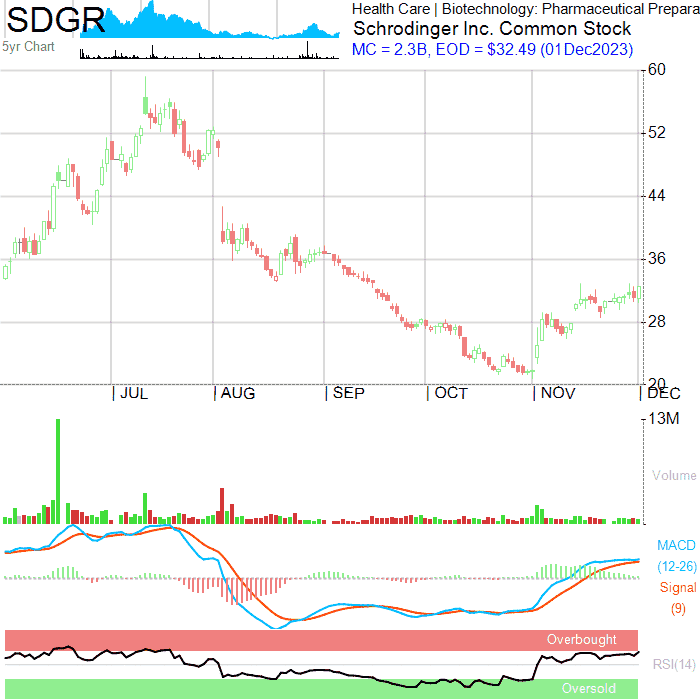 SDGR
5yr Chart
Health Care | Biotechnology: Pharmaceutical Prepara
Schrodinger Inc. Common Stock
MC = 2.3B, EOD = $32.49 (01Dec2023)
60
52
44
36
28
20
JUL
AUG
SEP
OCT
NOV
DEC
13M
Volume
MACD
(12-26)
Signal
(9)
Overbought
RSI(14)
Oversold